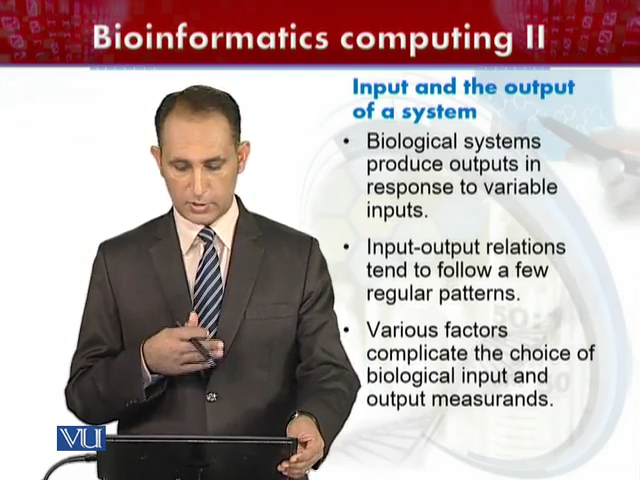 Bioinformatics computing II
Input and the output
of a system
• Biological systems
produce outputs in
response to variable
inputs.
• Input-output relations
tend to follow a few
regular patterns.
• Various factors
complicate the choice of
biological input and
output measurands.
VU